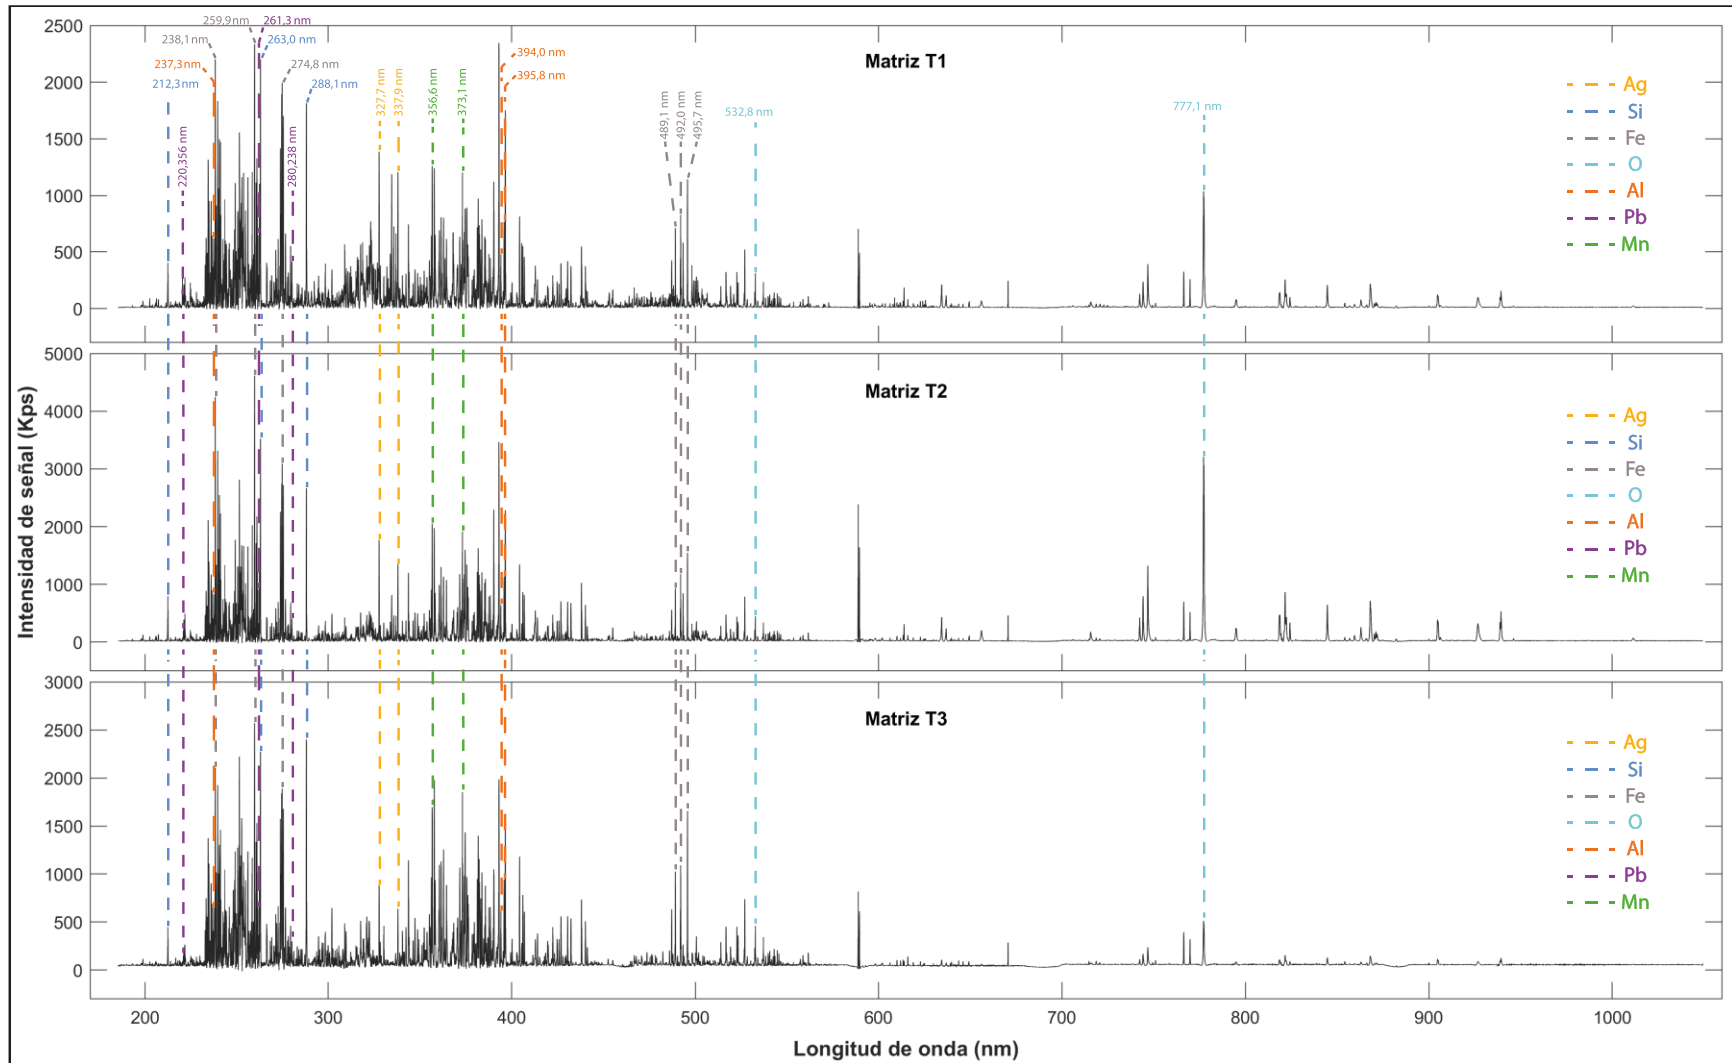 Intensidad de señal (Kps)
Matriz T1
2500
2000
1500
1000
500
0
259,9nm
261,3 nm
238,1nm
263,0 nm
237,3nm
274,8 nm
212,3nm
288,1nm
220,356 nm
280,238 nm
327,7 nm
337,9 nm
356,6 nm
373,1 nm
394,0 nm
395,8 nm
489,1 nm
492,0 nm
495,7 nm
532,8 nm
777,1 nm
Ag
Si
Fe
O
Al
Pb
Mn
Matriz T2
5000
4000
3000
2000
1000
0
Ag
Si
Fe
O
Al
Pb
Mn
Matriz T3
3000
2500
2000
1500
1000
500
0
Ag
Si
Fe
O
Al
Pb
Mn
200 300 400 500 600 700 800 900 1000
Longitud de onda (nm)